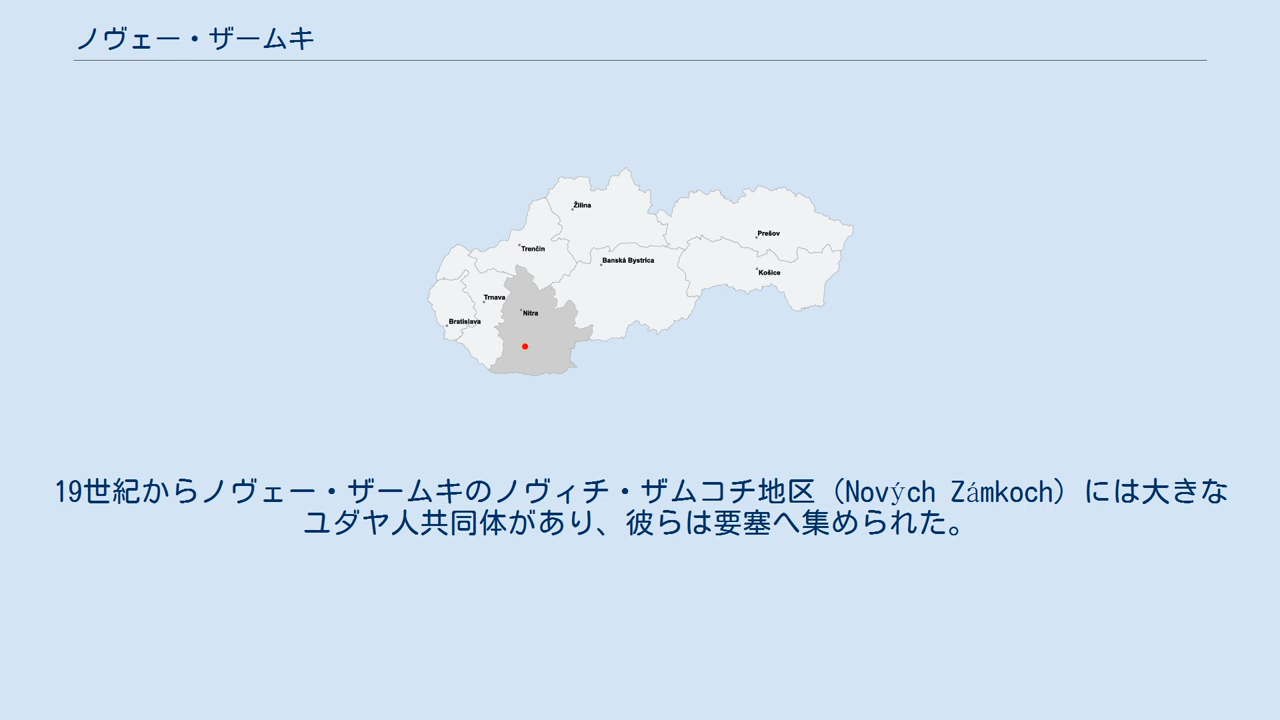 ノヴェー・ザームキ
Žilina
Prešov
Trenčín
Banská Bystrica
Košice
Trnava
Nitra
Bratislava
19世紀からノヴェー・ザームキのノヴィチ・ザムコチ地区（Nových Zámkoch）には大きな
ユダヤ人共同体があり、彼らは要塞へ集められた。